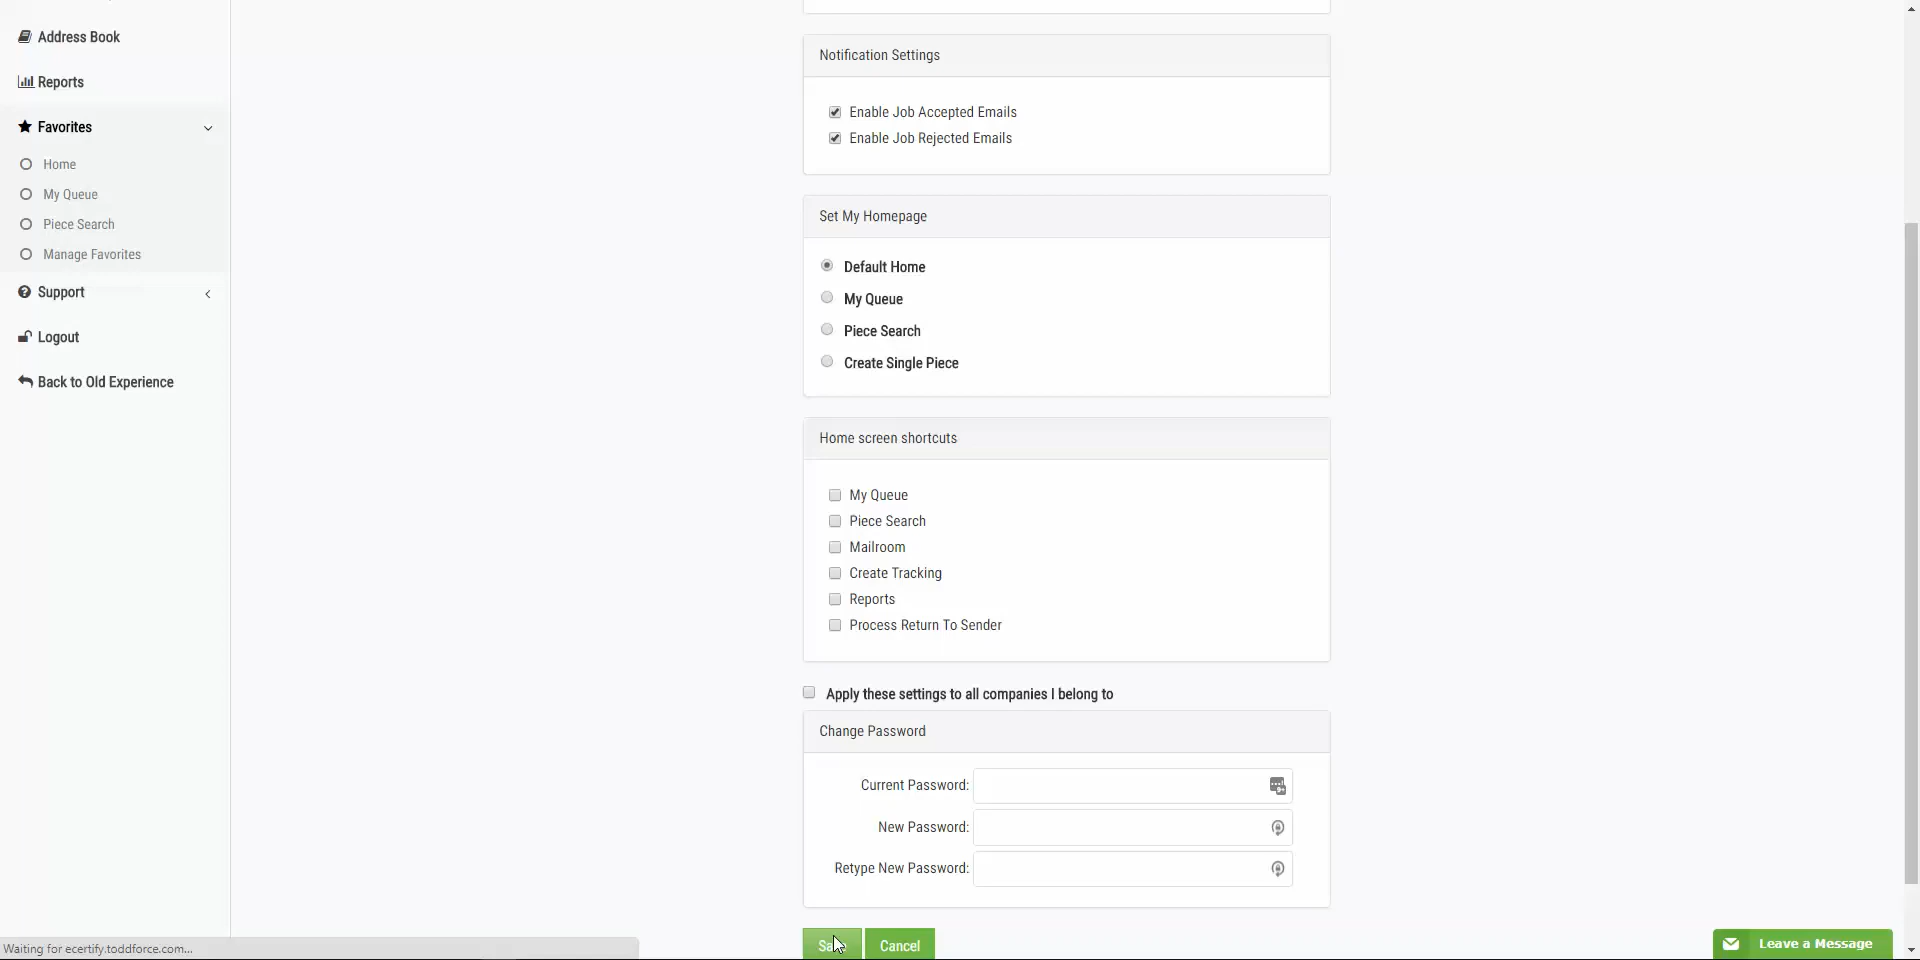 Address Book
Reports
Favorites
Home
My Queue
Piece Search
Manage Favorites
Support
Logout
Back to Old Experience
Notification Settings
Enable Job Accepted Emails
Enable Job Rejected Emails
Set My Homepage
Default Home
My Queue
Piece Search
Create Single Piece
Home screen shortcuts
My Queue
Piece Search
Mailroom
Create Tracking
Reports
Process Return To Sender
Apply these settings to all companies I belong to
Change Password
Current Password:
New Password:
Retype New Password:
Cancel
Waiting for ecertify.toddforce.com...
Leave a Message